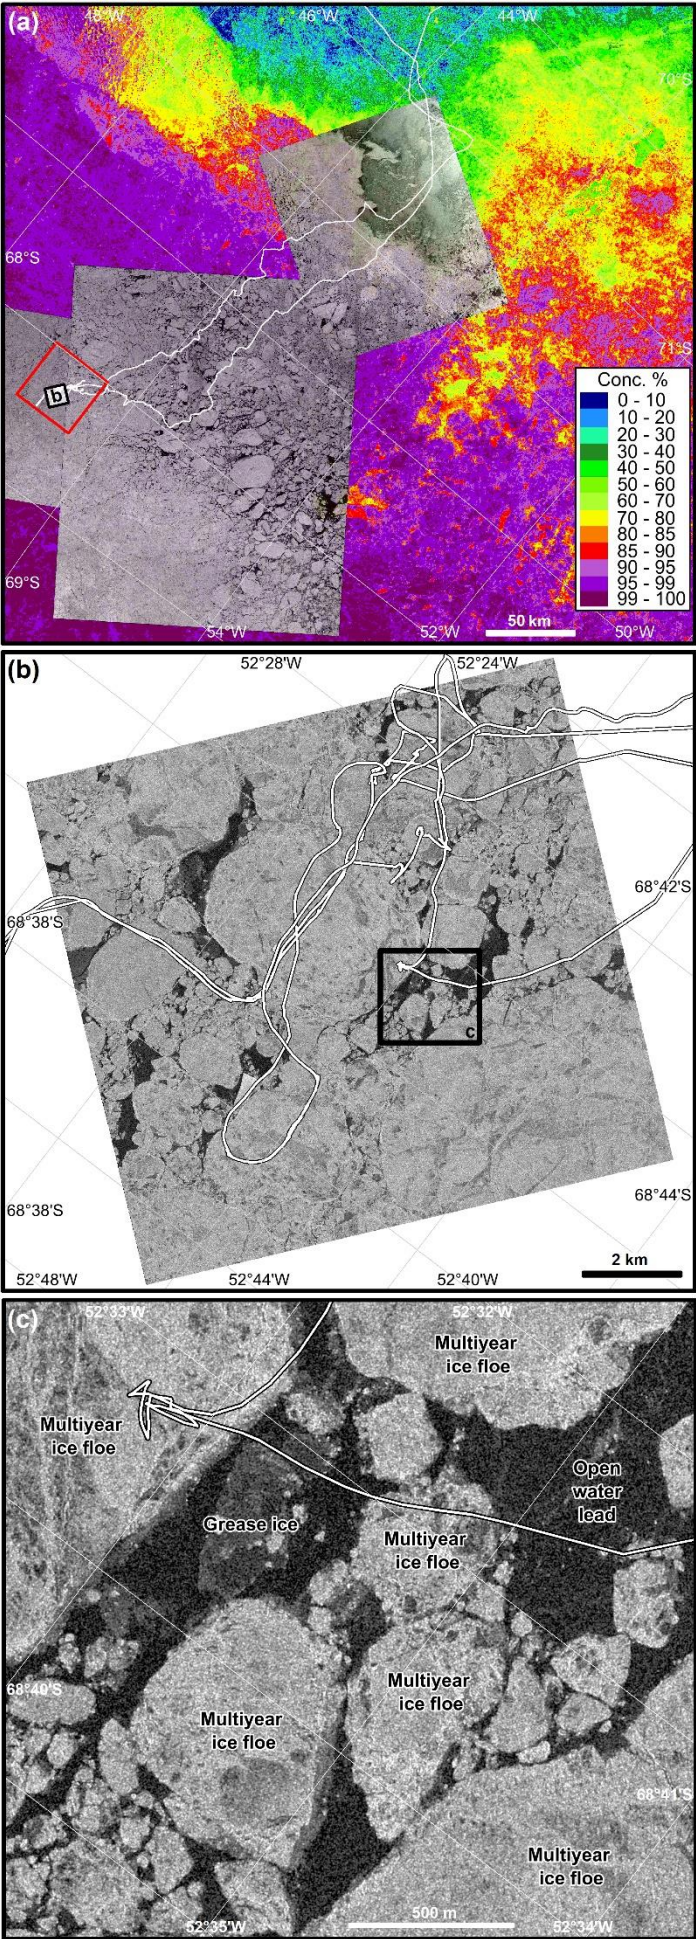 (a)
48°W
46°W
44°W
70°S
68°S
71°S
b
Conc. %
0 - 10
10 - 20
20 - 30
30 - 40
40 - 50
50 - 60
60 - 70
70 - 80
80 - 85
85 - 90
90 - 95
95 - 99
99 - 100
69°S
54°W
52°W
50°W
50 km
(b)
52°28'W
52°24'W
68°42'S
68°38'S
c
68°38'S
68°44'S
52°48'W
52°44'W
52°40'W
2 km
(c)
52°33'W
52°32'W
Multiyear
ice floe
Multiyear
ice floe
Open
water
lead
Grease ice
Multiyear
ice floe
Multiyear
ice floe
68°40'S
Multiyear
ice floe
68°41'S
Multiyear
ice floe
52°35'W
500 m
52°34'W